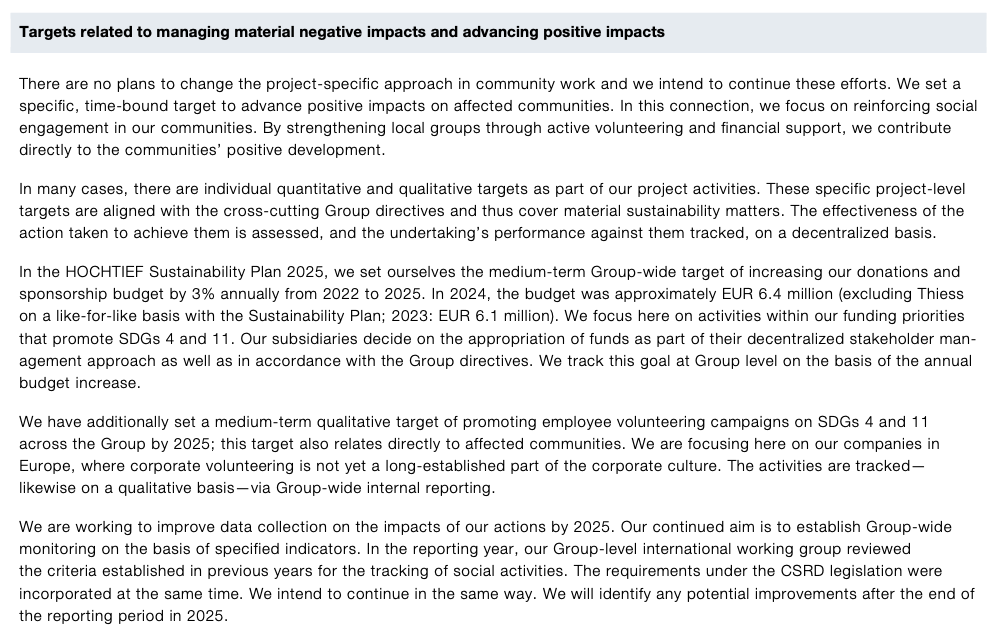 Targets related to managing material negative impacts and advancing positive impacts
There are no plans to change the project-specific approach in community work and we intend to continue these efforts. We set a
specific, time-bound target to advance positive impacts on affected communities. In this connection, we focus on reinforcing social
engagement in our communities. By strengthening local groups through active volunteering and financial support, we contribute
directly to the communities’ positive development.
In many cases, there are individual quantitative and qualitative targets as part of our project activities. These specific project-level
targets are aligned with the cross-cutting Group directives and thus cover material sustainability matters. The effectiveness of the
action taken to achieve them is assessed, and the undertaking’s performance against them tracked, on a decentralized basis.
In the HOCHTIEF Sustainability Plan 2025, we set ourselves the medium-term Group-wide target of increasing our donations and
sponsorship budget by 3% annually from 2022 to 2025. In 2024, the budget was approximately EUR 6.4 million (excluding Thiess
on a like-for-like basis with the Sustainability Plan; 2023: EUR 6.1 million). We focus here on activities within our funding priorities
that promote SDGs 4 and 11. Our subsidiaries decide on the appropriation of funds as part of their decentralized stakeholder man-
agement approach as well as in accordance with the Group directives. We track this goal at Group level on the basis of the annual
budget increase.
We have additionally set a medium-term qualitative target of promoting employee volunteering campaigns on SDGs 4 and 11
across the Group by 2025; this target also relates directly to affected communities. We are focusing here on our companies in
Europe, where corporate volunteering is not yet a long-established part of the corporate culture. The activities are tracked—
likewise on a qualitative basis—via Group-wide internal reporting.
We are working to improve data collection on the impacts of our actions by 2025. Our continued aim is to establish Group-wide
monitoring on the basis of specified indicators. In the reporting year, our Group-level international working group reviewed
the criteria established in previous years for the tracking of social activities. The requirements under the CSRD legislation were
incorporated at the same time. We intend to continue in the same way. We will identify any potential improvements after the end of
the reporting period in 2025.